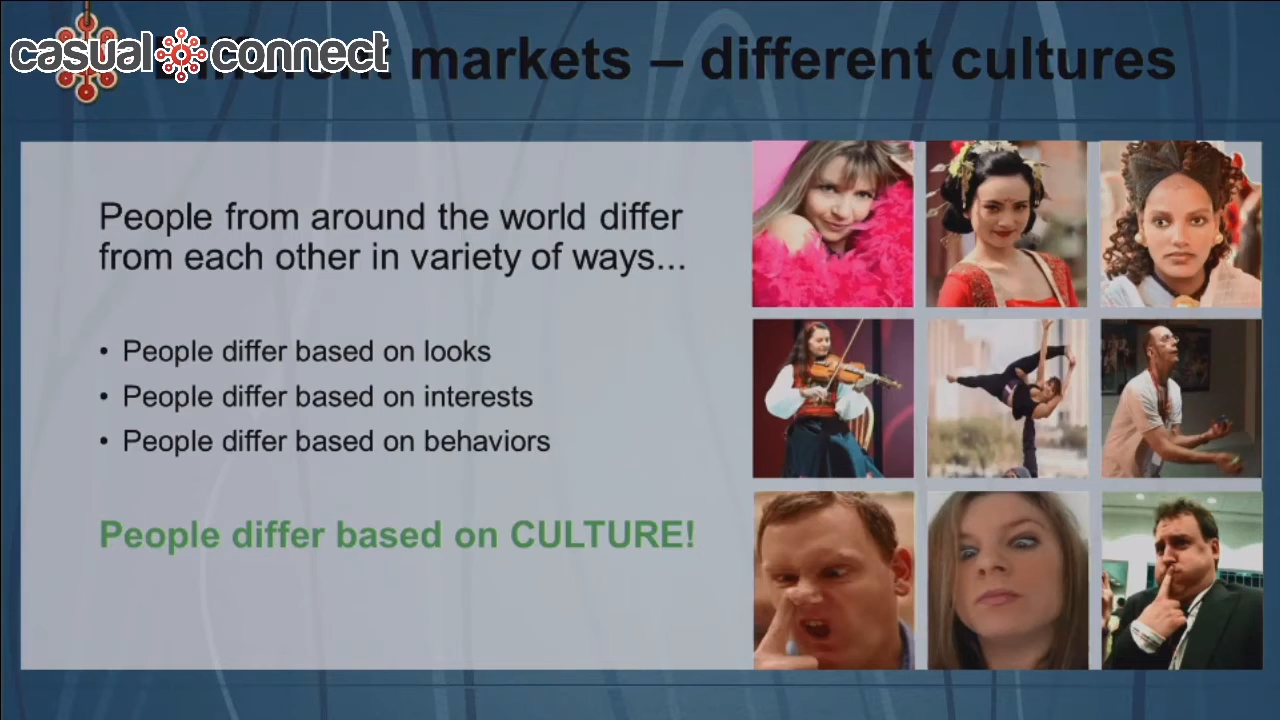 casual connect
Different markets – different cultures
People from around the world differ
from each other in variety of ways...
• People differ based on looks
• People differ based on interests
• People differ based on behaviors
People differ based on CULTURE!